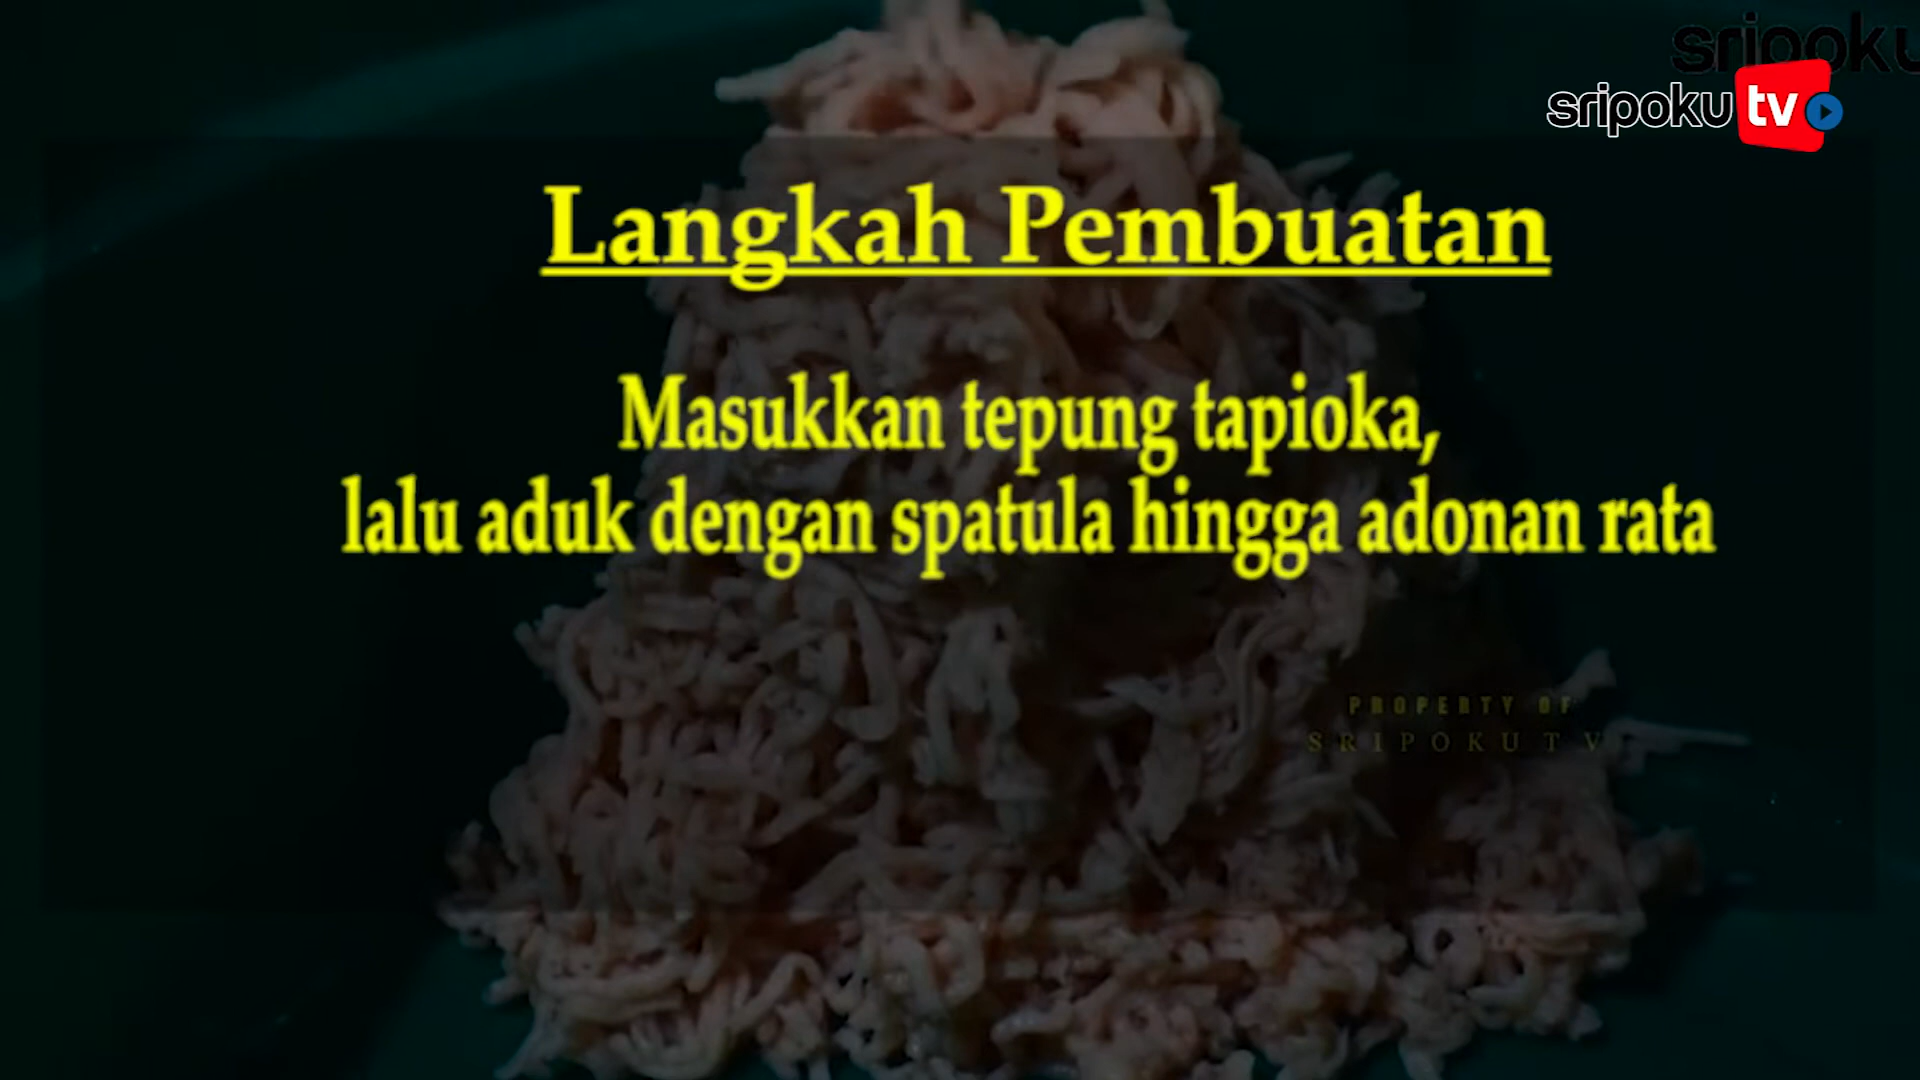 sripoku
sripoku tv
Langkah Pembuatan
Masukkan tepung tapioka,
lalu aduk dengan spatula hingga adonan rata
PROPERTY OF
SRIPOKU TV